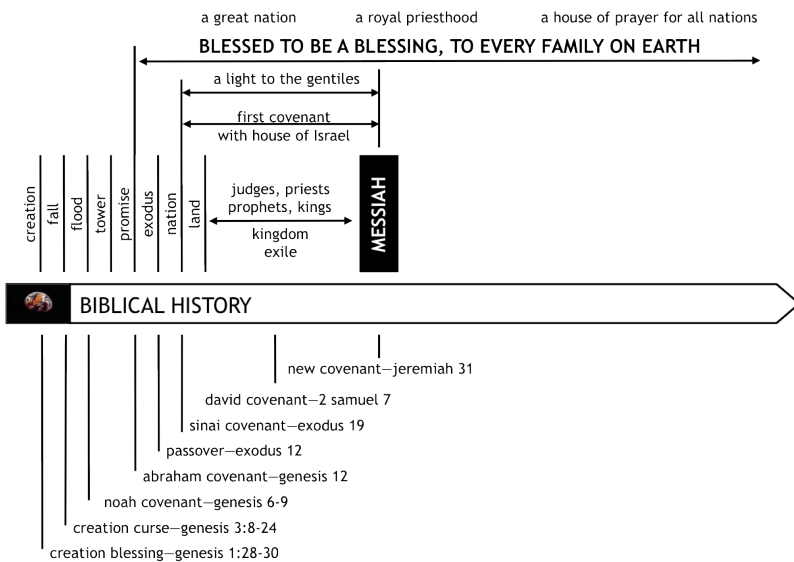 a great nation
a royal priesthood
a house of prayer for all nations
BLESSED TO BE A BLESSING, TO EVERY FAMILY ON EARTH
a light to the gentiles
first covenant
with house of Israel
creation
fall
flood
tower
promise
exodus
nation
land
judges, priests
prophets, kings
kingdom
exile
MESSIAH
BIBLICAL HISTORY
new covenant—jeremiah 31
david covenant—2 samuel 7
sinai covenant—exodus 19
passover—exodus 12
abraham covenant—genesis 12
noah covenant—genesis 6-9
creation curse—genesis 3:8-24
creation blessing—genesis 1:28-30